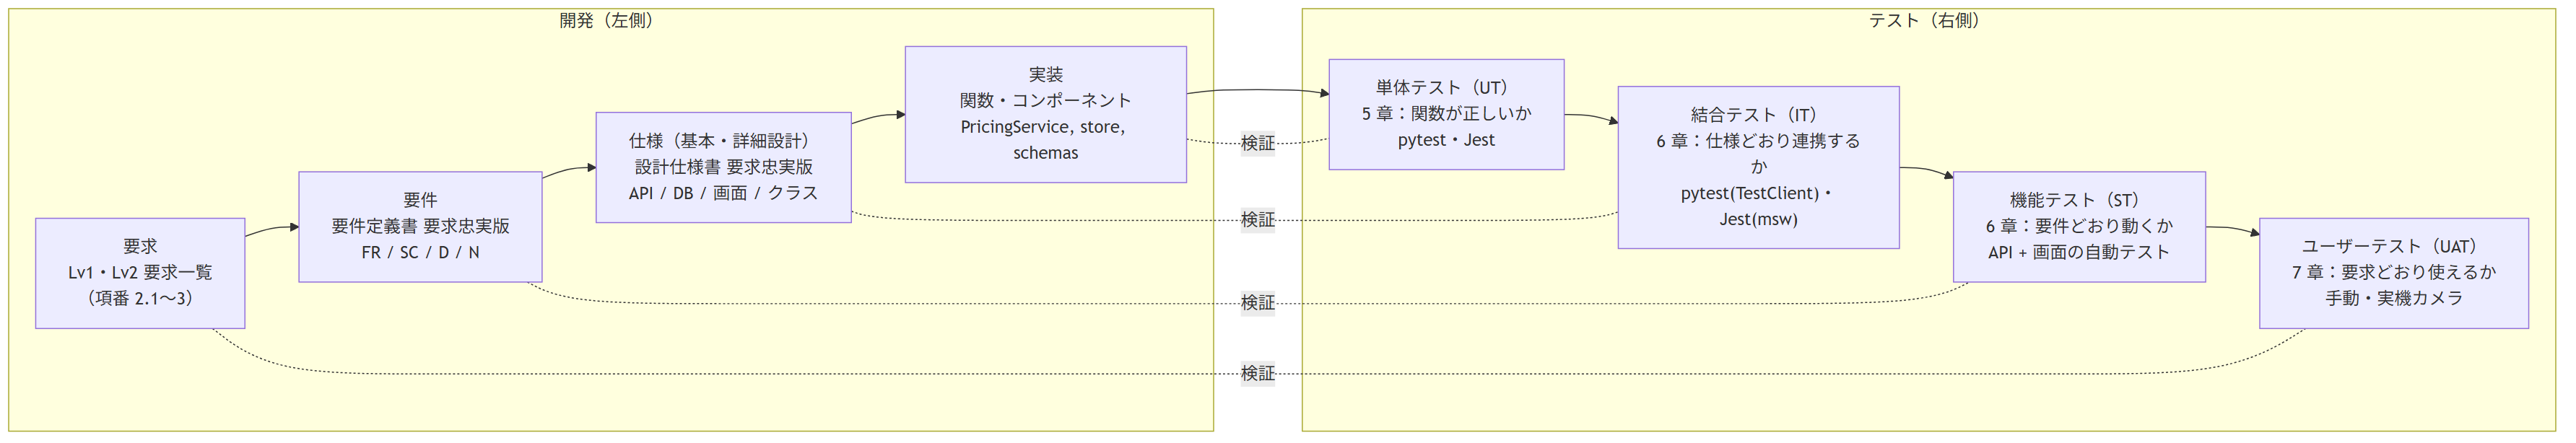 開発（左側）
要求
Lv1・Lv2 要求一覧
（項番 2.1〜3）
要件
要件定義書 要求忠実版
FR / SC / D / N
仕様（基本・詳細設計）
設計仕様書 要求忠実版
API / DB / 画面 / クラス
実装
関数・コンポーネント
PricingService, store,
schemas
検証
検証
検証
検証
テスト（右側）
単体テスト（UT）
5 章：関数が正しいか
pytest・Jest
結合テスト（IT）
6 章：仕様どおり連携する
か
pytest(TestClient)・
Jest(msw)
機能テスト（ST）
6 章：要件どおり動くか
API + 画面の自動テスト
ユーザーテスト（UAT）
7 章：要求どおり使えるか
手動・実機カメラ